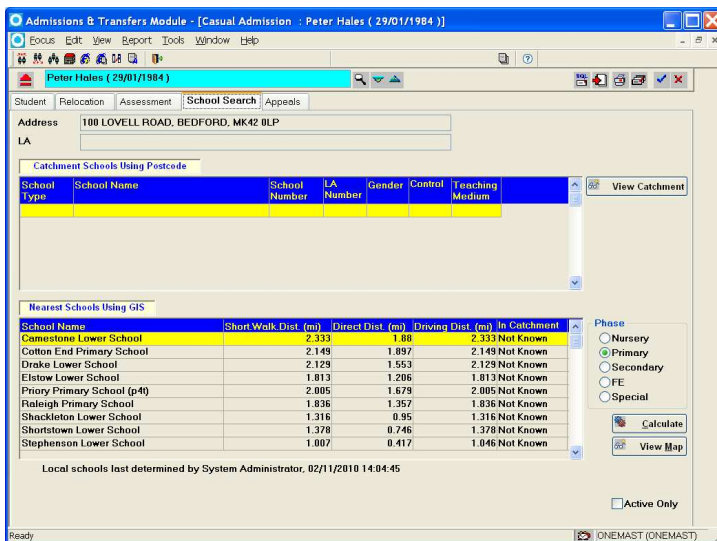 Admissions & Transfers Module - [Casual Admission : Peter Hales ( 29/01/1984 )]
Focus Edit View Report Tools Window Help
Peter Hales ( 29/01/1984 )
Student Relocation Assessment School Search Appeals
Address 100 LOVELL ROAD, BEDFORD, MK42 0LP
LA
Catchment Schools Using Postcode
School Type School Name School Number LA Number Gender Control Teaching Medium
View Catchment
Nearest Schools Using GIS
School Name Short.Walk.Dist. (mi) Direct Dist. (mi) Driving Dist. (mi) In Catchment
Camestone Lower School 2.333 1.88 2.333 Not Known
Cotton End Primary School 2.149 1.897 2.149 Not Known
Drake Lower School 2.129 1.553 2.129 Not Known
Elstow Lower School 1.813 1.206 1.813 Not Known
Priory Primary School (p4t) 2.005 1.679 2.005 Not Known
Raleigh Primary School 1.836 1.357 1.836 Not Known
Shackleton Lower School 1.316 0.95 1.316 Not Known
Shortstown Lower School 1.378 0.746 1.378 Not Known
Stephenson Lower School 1.007 0.417 1.046 Not Known
Phase
Nursery
Primary
Secondary
FE
Special
Calculate
View Map
Local schools last determined by System Administrator, 02/11/2010 14:04:45
Active Only
Ready ONEMAST (ONEMAST)